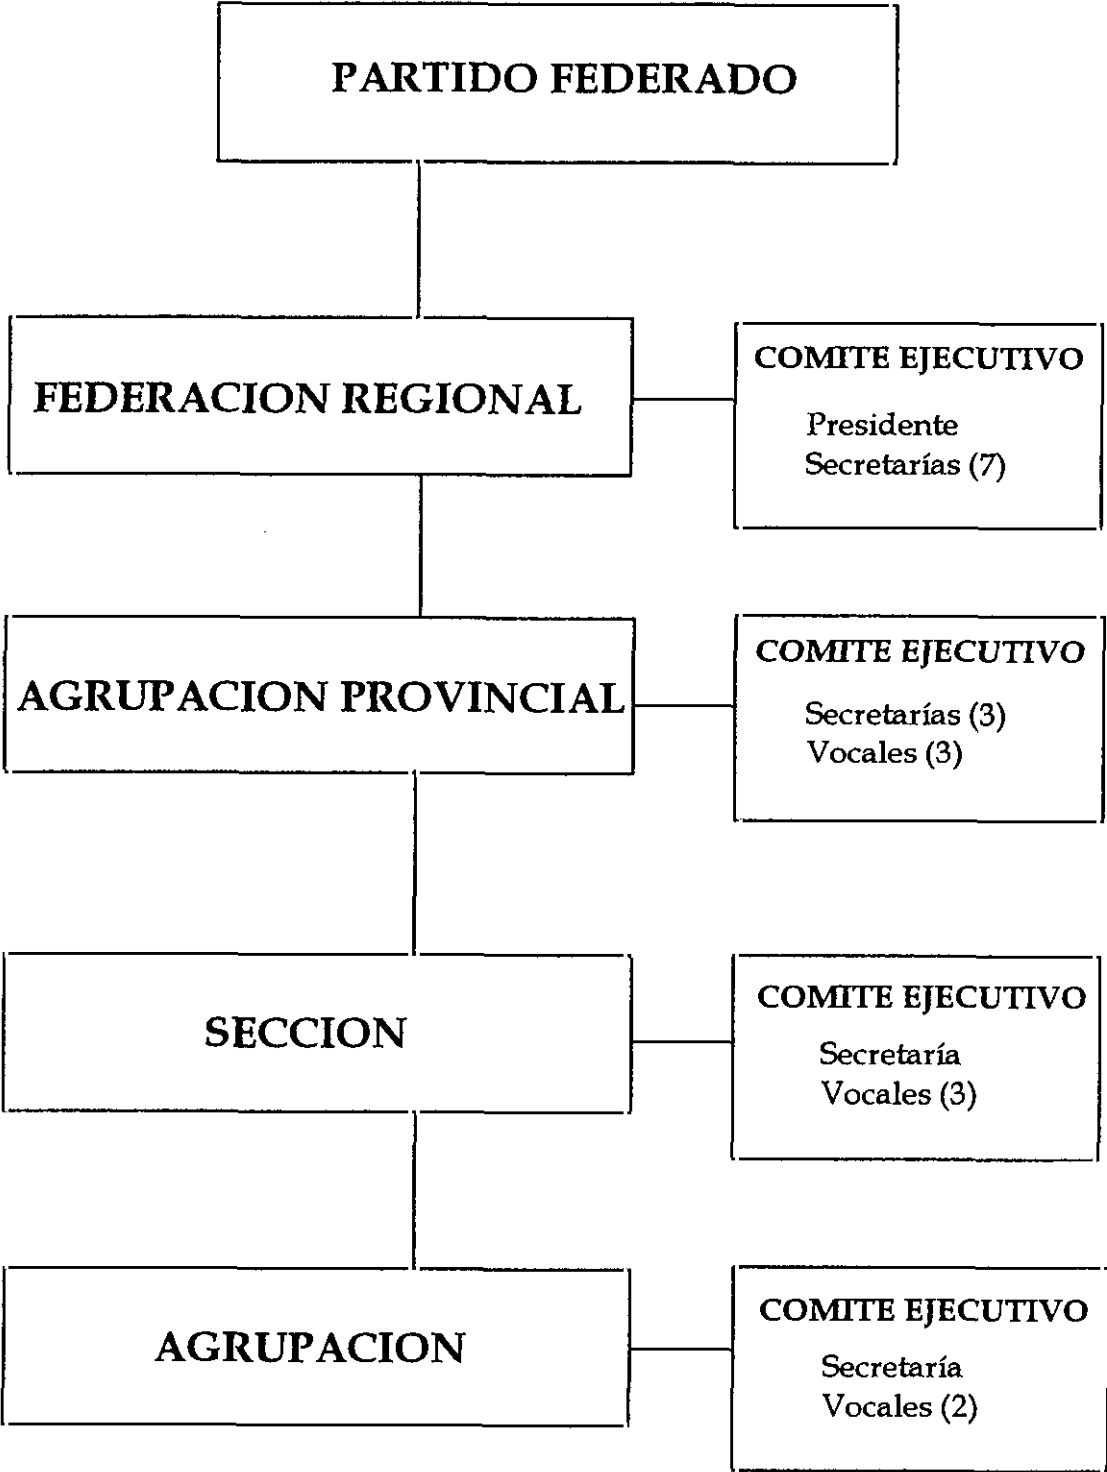 PARTIDO FEDERADO
FEDERACION REGIONAL
COMITE EJECUTIVO
Presidente
Secretarías (7)
AGRUPACION PROVINCIAL
COMITE EJECUTIVO
Secretarías (3)
Vocales (3)
SECCION
COMITE EJECUTIVO
Secretaría
Vocales (3)
AGRUPACION
COMITE EJECUTIVO
Secretaría
Vocales (2)